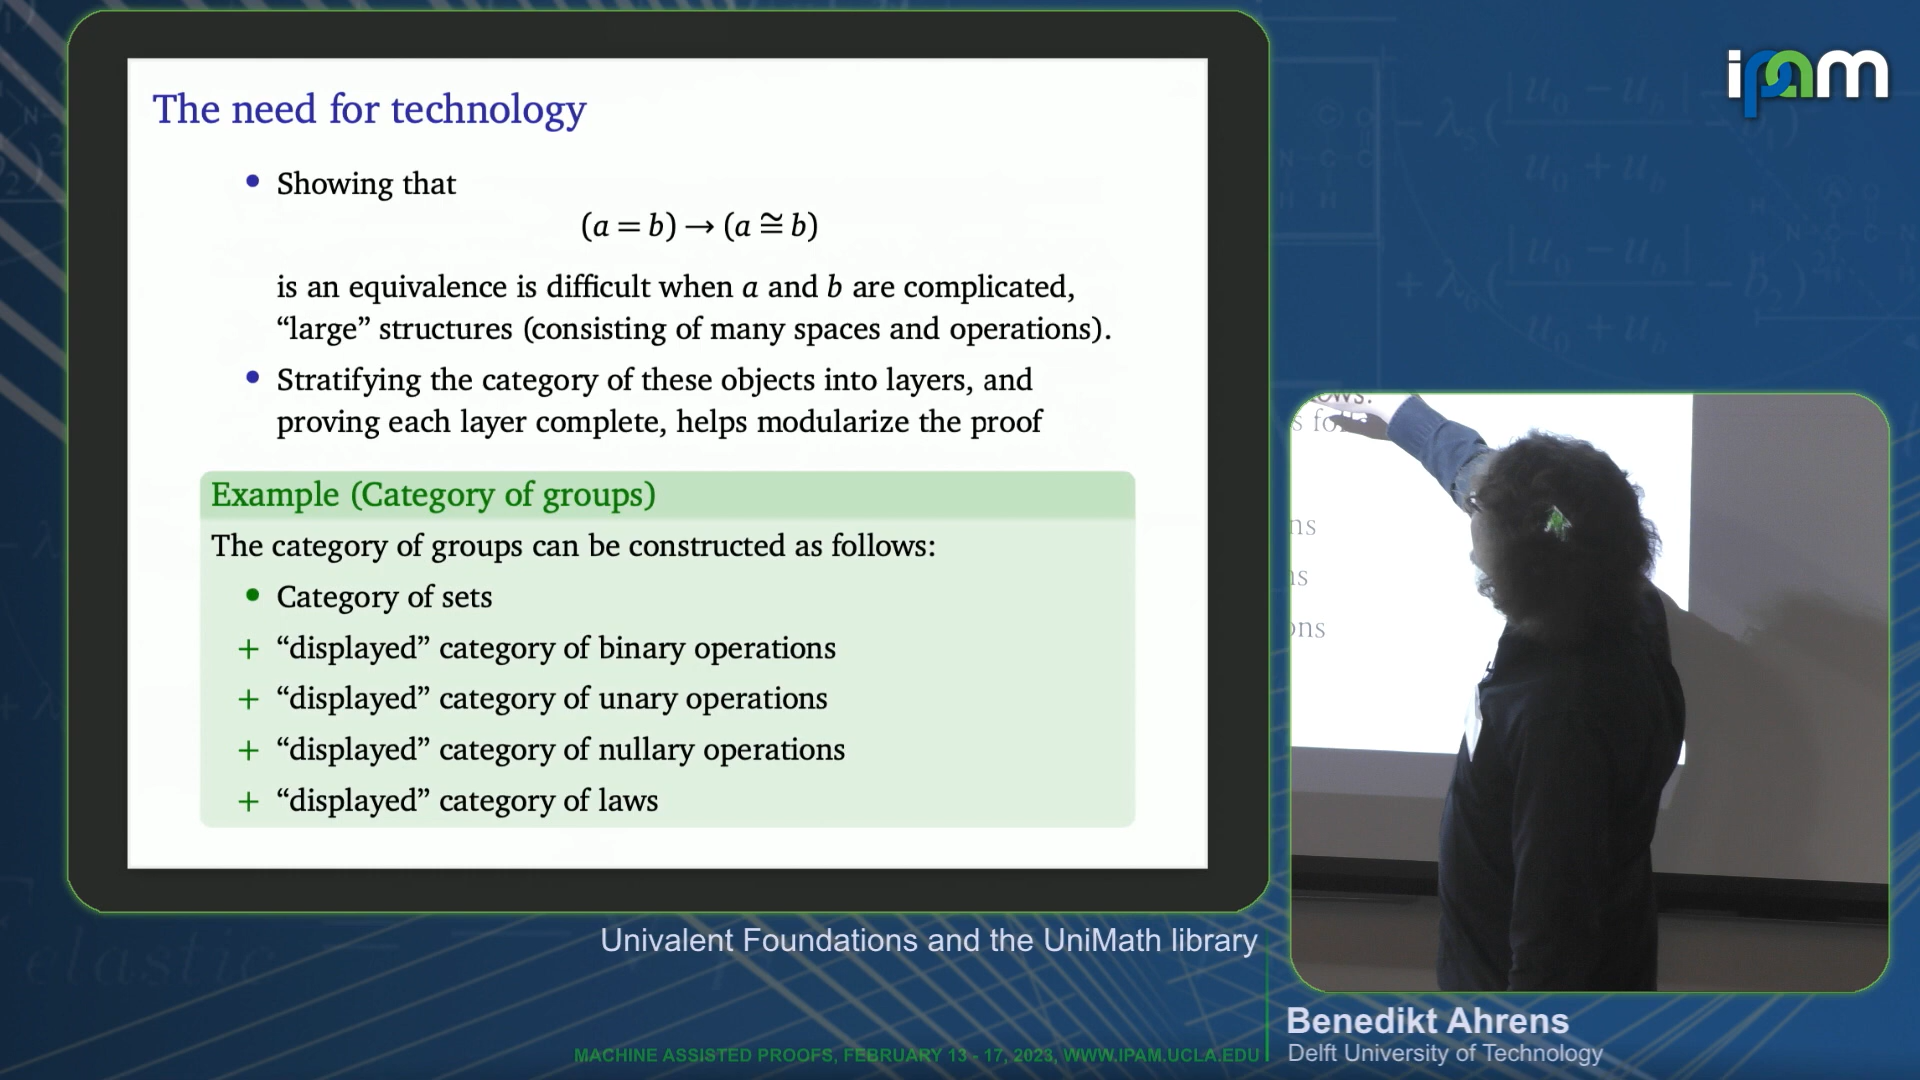 The need for technology
• Showing that
(a = b) → (a ≅ b)
is an equivalence is difficult when a and b are complicated,
“large” structures (consisting of many spaces and operations).
• Stratifying the category of these objects into layers, and
proving each layer complete, helps modularize the proof
Example (Category of groups)
The category of groups can be constructed as follows:
• Category of sets
+ “displayed” category of binary operations
+ “displayed” category of unary operations
+ “displayed” category of nullary operations
+ “displayed” category of laws
ipam
Univalent Foundations and the UniMath library
Benedikt Ahrens
Delft University of Technology
MACHINE ASSISTED PROOFS, FEBRUARY 13 - 17, 2023, WWW.IPAM.UCLA.EDU
elastic